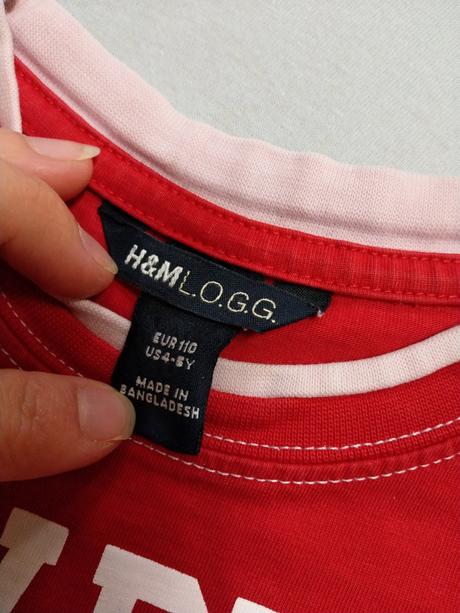 H&M L.O.G.G.
EUR 110
US 4-6Y
MADE IN
BANGLADESH